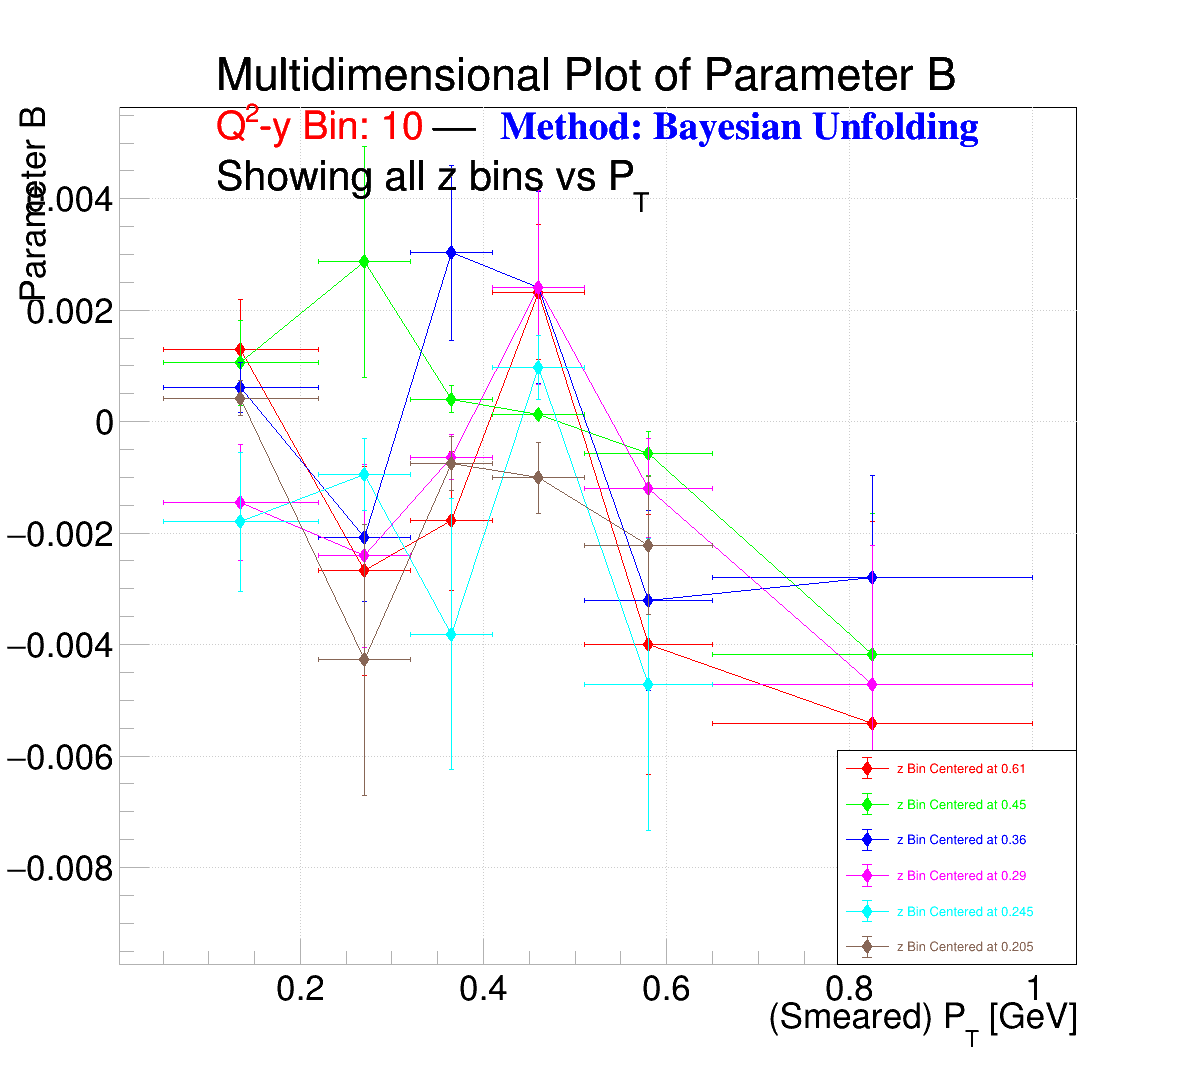 Multidimensional Plot of Parameter B
Q²-y Bin: 10 — Method: Bayesian Unfolding
Showing all z bins vs P_T
Parameter B
0.004
0.002
0
−0.002
−0.004
−0.006
−0.008
z Bin Centered at 0.61
z Bin Centered at 0.45
z Bin Centered at 0.36
z Bin Centered at 0.29
z Bin Centered at 0.245
z Bin Centered at 0.205
0.2 0.4 0.6 0.8 1
(Smeared) P_T [GeV]